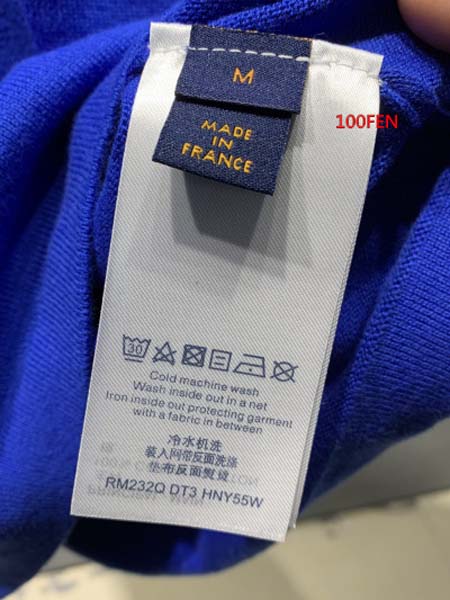 M
MADE
IN
FRANCE
100FEN
30
Cold machine wash
Wash inside out in a net
Iron inside out protecting garment
with a fabric in between
冷水机洗
装入网带反面洗涤
垫布反面熨烫
RM232Q DT3 HNY55W